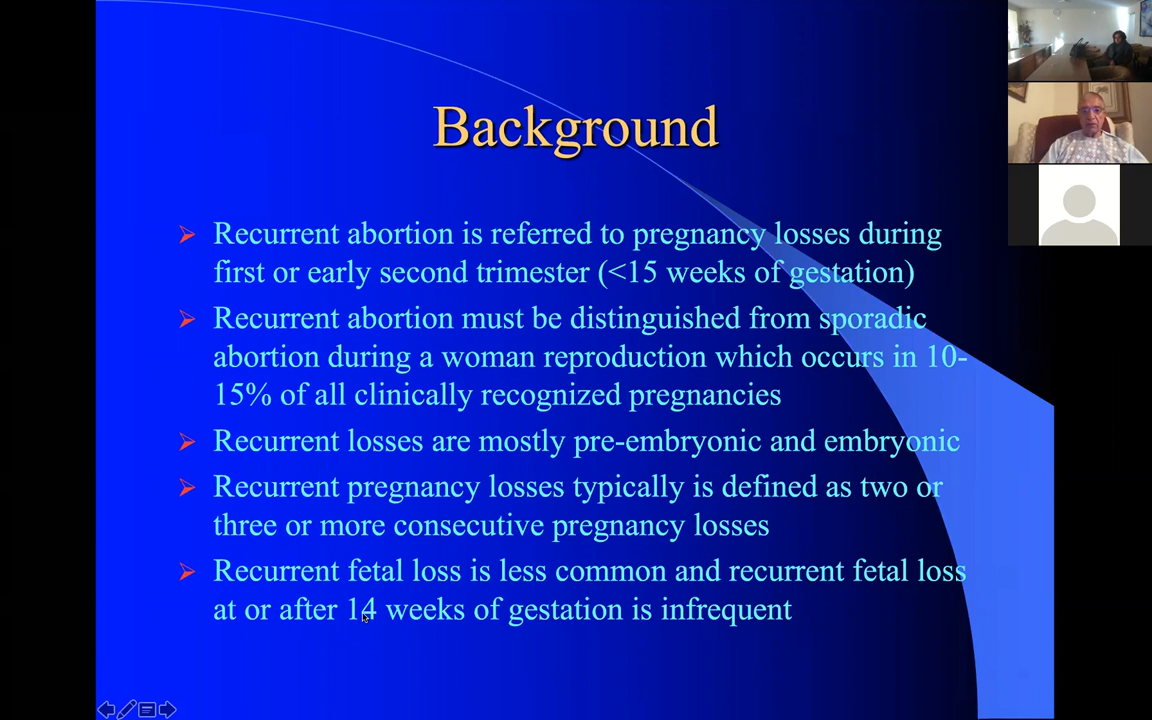 Background
Recurrent abortion is referred to pregnancy losses during
first or early second trimester (<15 weeks of gestation)
Recurrent abortion must be distinguished from sporadic
abortion during a woman reproduction which occurs in 10-
15% of all clinically recognized pregnancies
Recurrent losses are mostly pre-embryonic and embryonic
Recurrent pregnancy losses typically is defined as two or
three or more consecutive pregnancy losses
Recurrent fetal loss is less common and recurrent fetal loss
at or after 14 weeks of gestation is infrequent